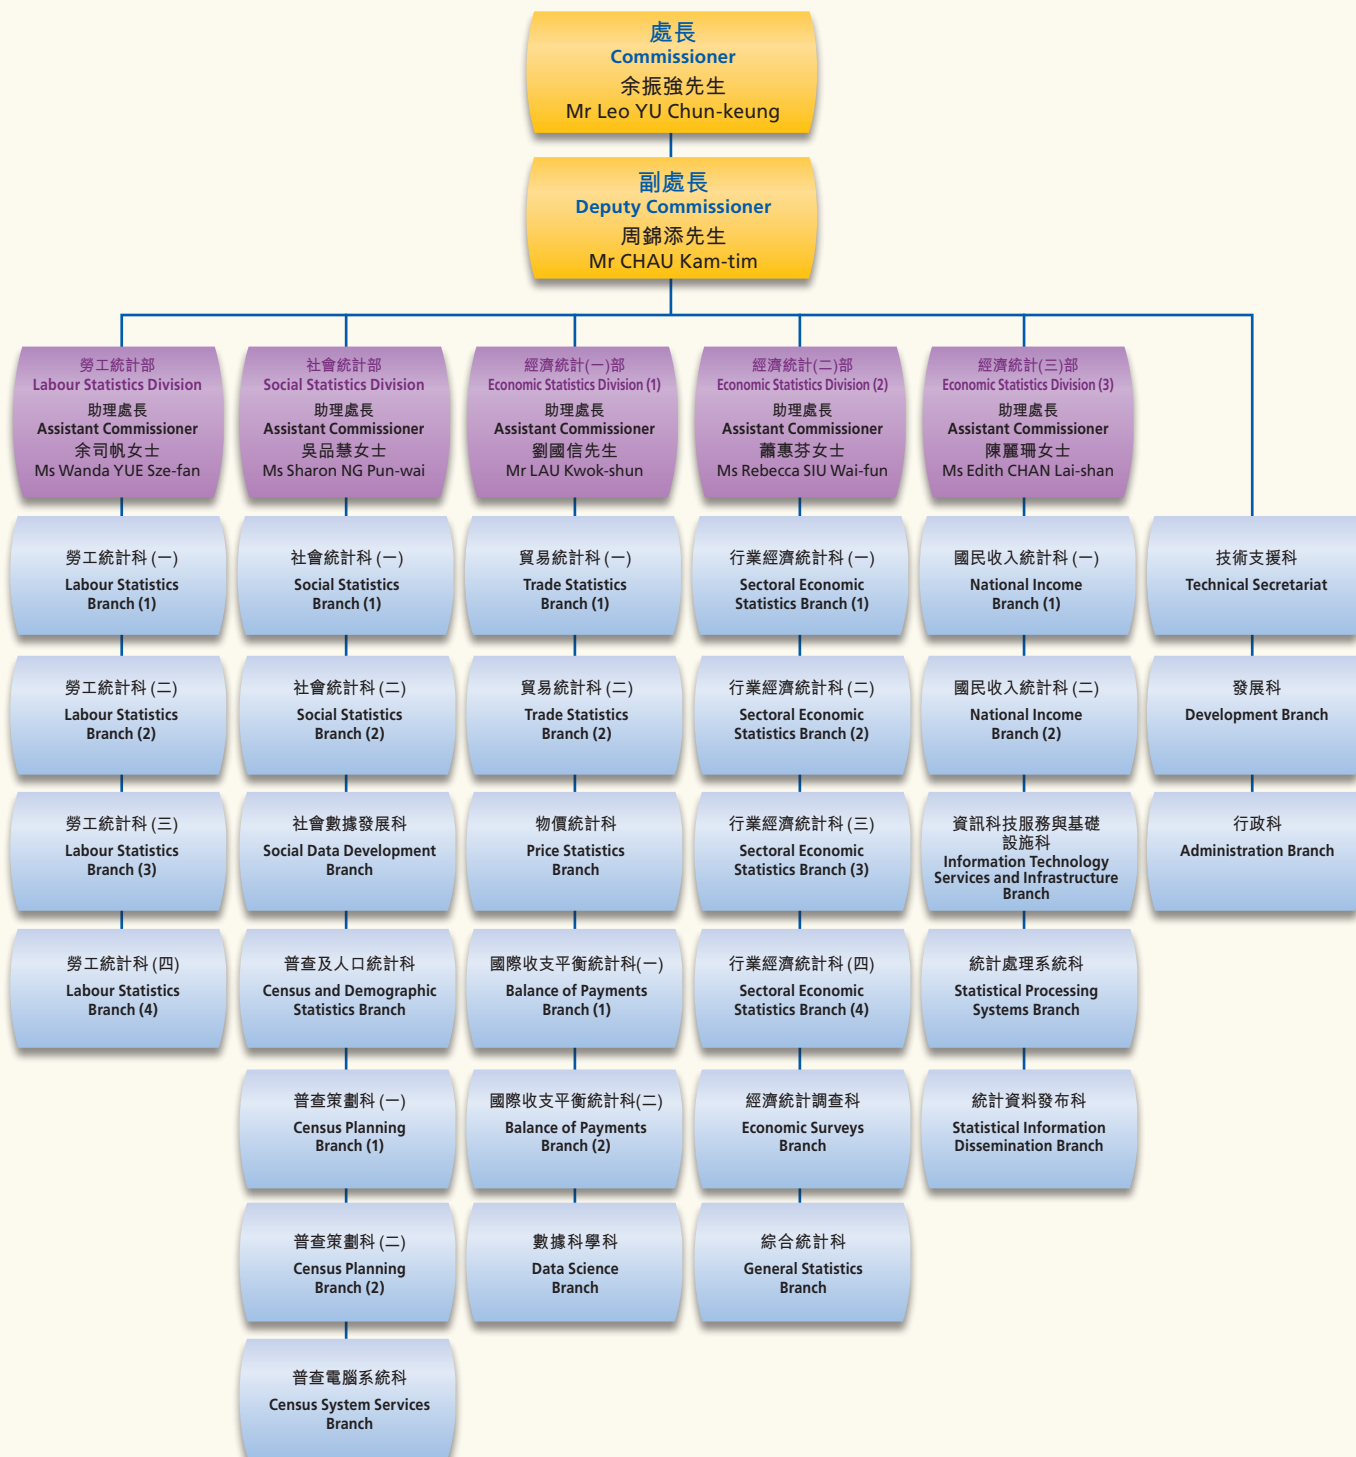 處長
Commissioner
余振強先生
Mr Leo YU Chun-keung
副處長
Deputy Commissioner
周錦添先生
Mr CHAU Kam-tim
勞工統計部
Labour Statistics Division
助理處長
Assistant Commissioner
余司帆女士
Ms Wanda YUE Sze-fan
社會統計部
Social Statistics Division
助理處長
Assistant Commissioner
吳品慧女士
Ms Sharon NG Pun-wai
經濟統計(一)部
Economic Statistics Division (1)
助理處長
Assistant Commissioner
劉國信先生
Mr LAU Kwok-shun
經濟統計(二)部
Economic Statistics Division (2)
助理處長
Assistant Commissioner
蕭惠芬女士
Ms Rebecca SIU Wai-fun
經濟統計(三)部
Economic Statistics Division (3)
助理處長
Assistant Commissioner
陳麗珊女士
Ms Edith CHAN Lai-shan
勞工統計科 (一)
Labour Statistics
Branch (1)
社會統計科 (一)
Social Statistics
Branch (1)
貿易統計科 (一)
Trade Statistics
Branch (1)
行業經濟統計科 (一)
Sectoral Economic
Statistics Branch (1)
國民收入統計科 (一)
National Income
Branch (1)
技術支援科
Technical Secretariat
勞工統計科 (二)
Labour Statistics
Branch (2)
社會統計科 (二)
Social Statistics
Branch (2)
貿易統計科 (二)
Trade Statistics
Branch (2)
行業經濟統計科 (二)
Sectoral Economic
Statistics Branch (2)
國民收入統計科 (二)
National Income
Branch (2)
發展科
Development Branch
勞工統計科 (三)
Labour Statistics
Branch (3)
社會數據發展科
Social Data Development
Branch
物價統計科
Price Statistics
Branch
行業經濟統計科 (三)
Sectoral Economic
Statistics Branch (3)
資訊科技服務與基礎
設施科
Information Technology
Services and Infrastructure
Branch
行政科
Administration Branch
勞工統計科 (四)
Labour Statistics
Branch (4)
普查及人口統計科
Census and Demographic
Statistics Branch
國際收支平衡統計科(一)
Balance of Payments
Branch (1)
行業經濟統計科 (四)
Sectoral Economic
Statistics Branch (4)
統計處理系統科
Statistical Processing
Systems Branch
普查策劃科 (一)
Census Planning
Branch (1)
國際收支平衡統計科(二)
Balance of Payments
Branch (2)
經濟統計調查科
Economic Surveys
Branch
統計資料發布科
Statistical Information
Dissemination Branch
普查策劃科 (二)
Census Planning
Branch (2)
數據科學科
Data Science
Branch
綜合統計科
General Statistics
Branch
普查電腦系統科
Census System Services
Branch